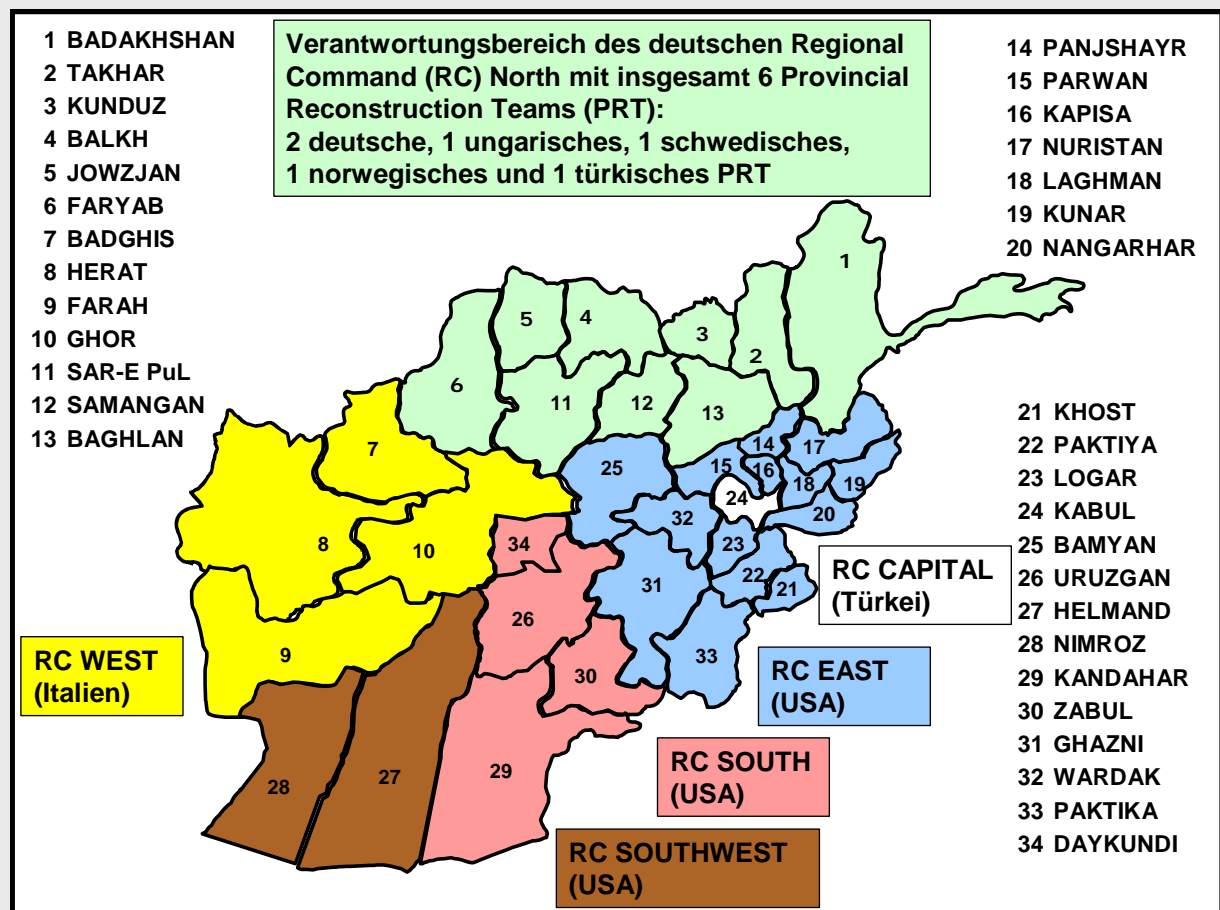 1 BADAKHSHAN
2 TAKHAR
3 KUNDUZ
4 BALKH
5 JOWZJAN
6 FARYAB
7 BADGHIS
8 HERAT
9 FARAH
10 GHOR
11 SAR-E PuL
12 SAMANGAN
13 BAGHLAN
Verantwortungsbereich des deutschen Regional
Command (RC) North mit insgesamt 6 Provincial
Reconstruction Teams (PRT):
2 deutsche, 1 ungarisches, 1 schwedisches,
1 norwegisches und 1 türkisches PRT
14 PANJSHAYR
15 PARWAN
16 KAPISA
17 NURISTAN
18 LAGHMAN
19 KUNAR
20 NANGARHAR
1
5
4
3
2
6
11
12
13
7
25
15
14
17
16
18
19
24
20
32
8
10
34
23
31
22
21
26
33
9
30
28
27
29
RC CAPITAL
(Türkei)
RC WEST
(Italien)
RC EAST
(USA)
RC SOUTH
(USA)
RC SOUTHWEST
(USA)
21 KHOST
22 PAKTIYA
23 LOGAR
24 KABUL
25 BAMYAN
26 URUZGAN
27 HELMAND
28 NIMROZ
29 KANDAHAR
30 ZABUL
31 GHAZNI
32 WARDAK
33 PAKTIKA
34 DAYKUNDI